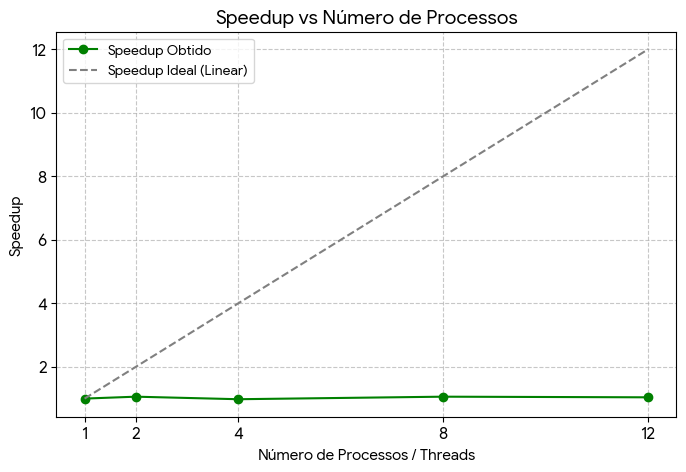 Speedup vs Número de Processos
Speedup Obtido
Speedup Ideal (Linear)
12
10
8
6
4
2
Speedup
1 2 4 8 12
Número de Processos / Threads